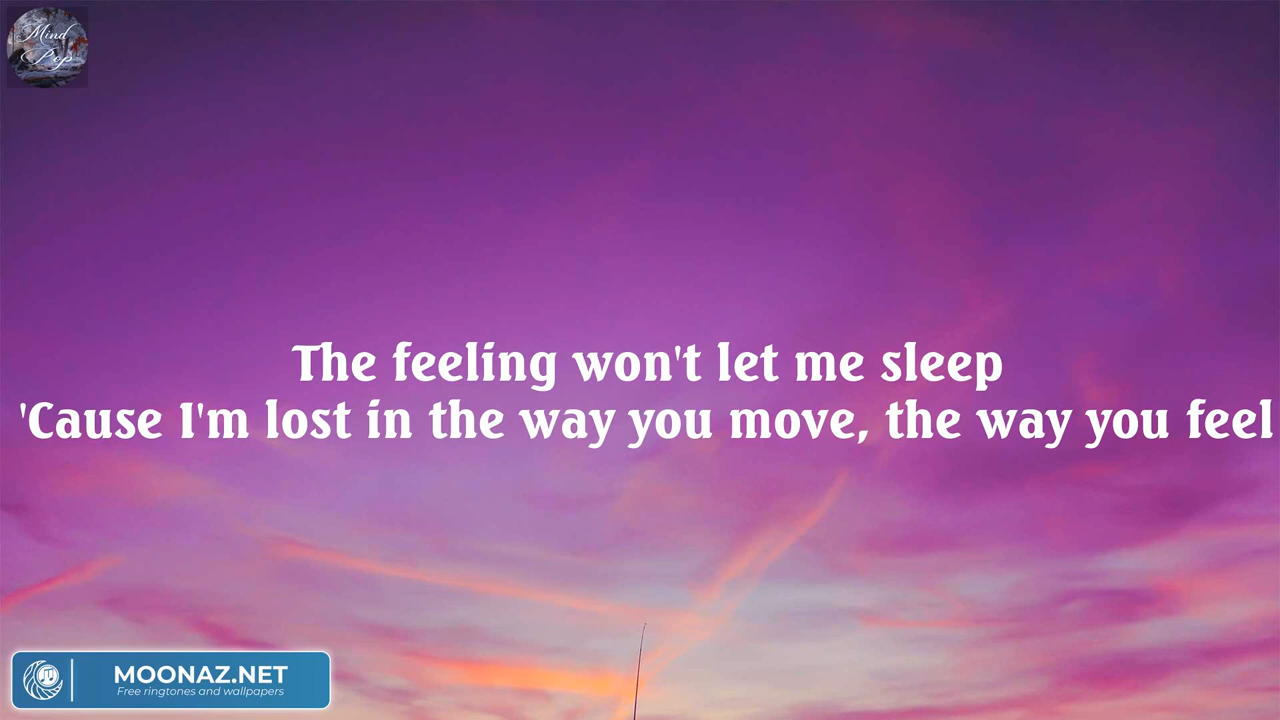 Mind
Pop
The feeling won't let me sleep
'Cause I'm lost in the way you move, the way you feel
MOONAZ.NET
Free ringtones and wallpapers